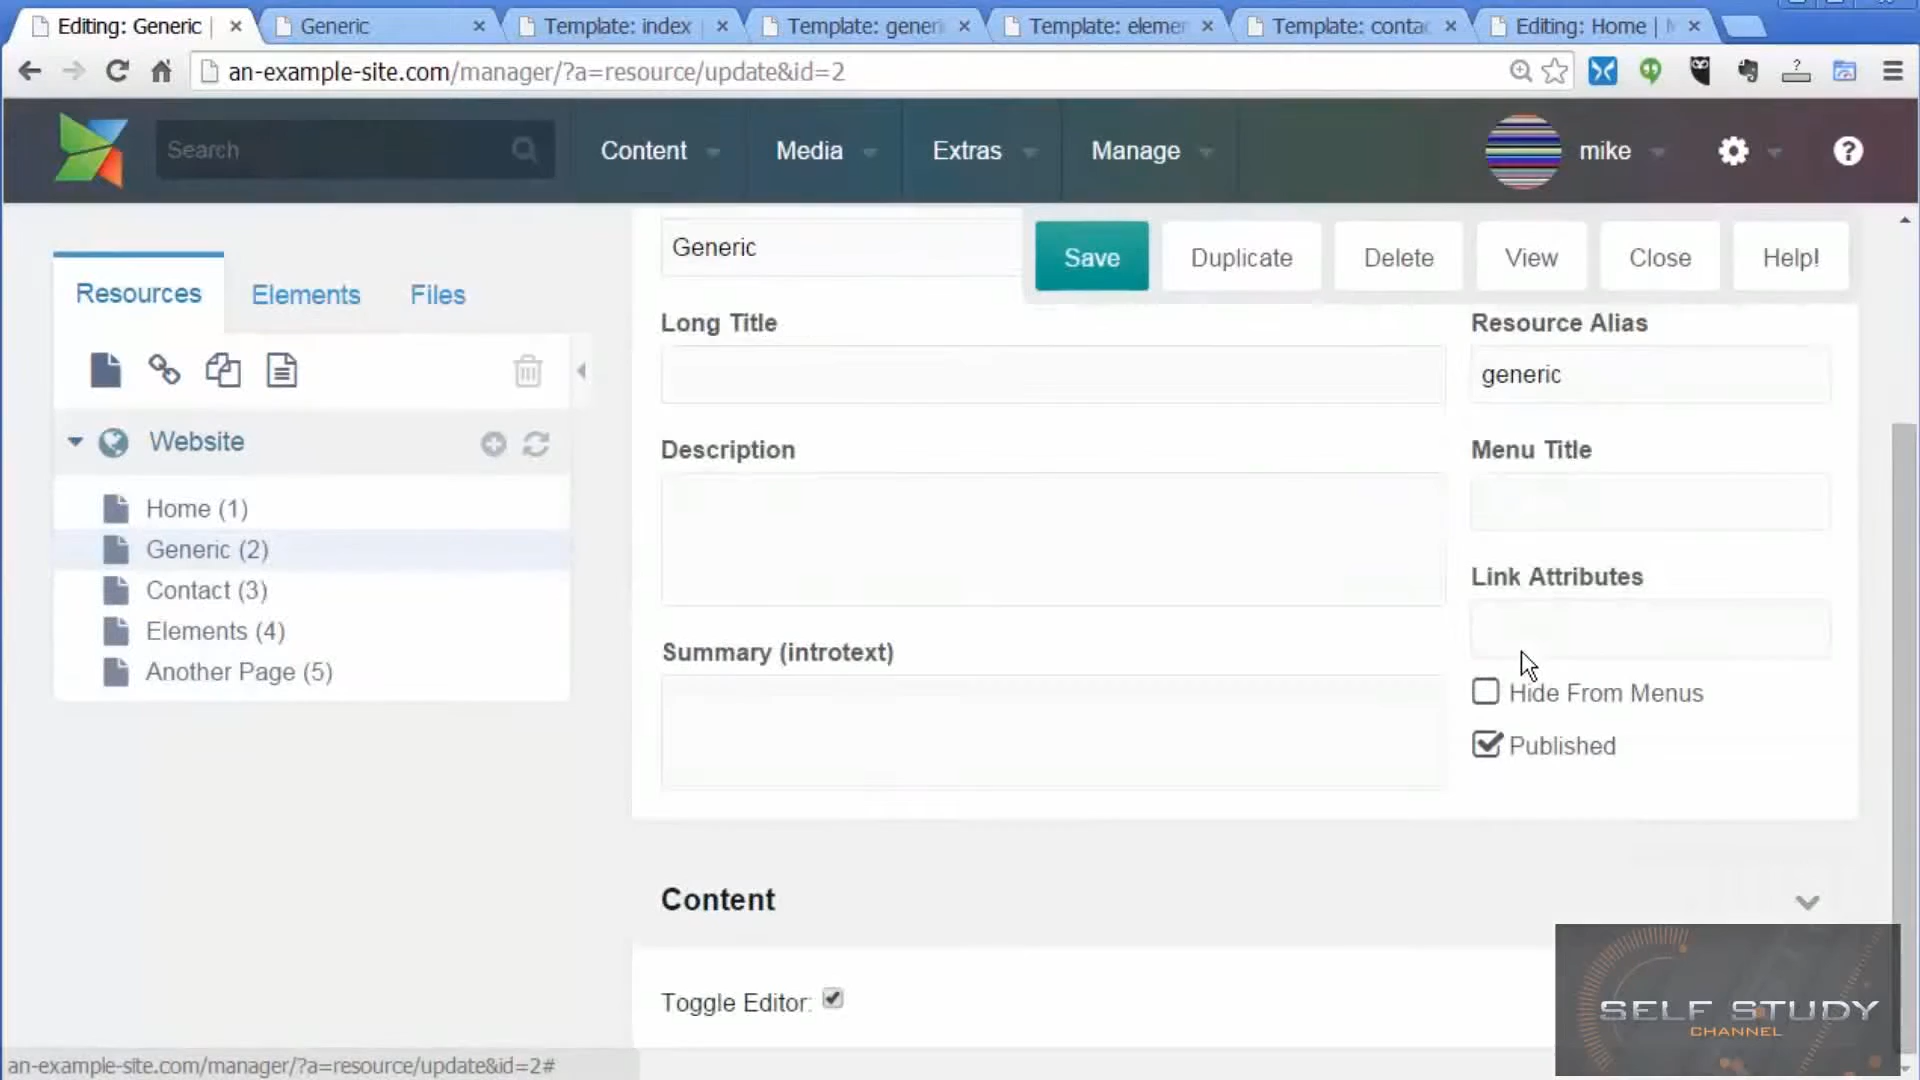 Editing: Generic
Generic
Template: index
Template: generi
Template: elemen
Template: contac
Editing: Home |
an-example-site.com/manager/?a=resource/update&id=2
Search
Content
Media
Extras
Manage
mike
Generic
Save
Duplicate
Delete
View
Close
Help!
Resources
Elements
Files
Long Title
Resource Alias
generic
Description
Menu Title
Website
Home (1)
Generic (2)
Contact (3)
Elements (4)
Another Page (5)
Link Attributes
Summary (introtext)
Hide From Menus
Published
Content
Toggle Editor:
SELF STUDY
CHANNEL
an-example-site.com/manager/?a=resource/update&id=2#